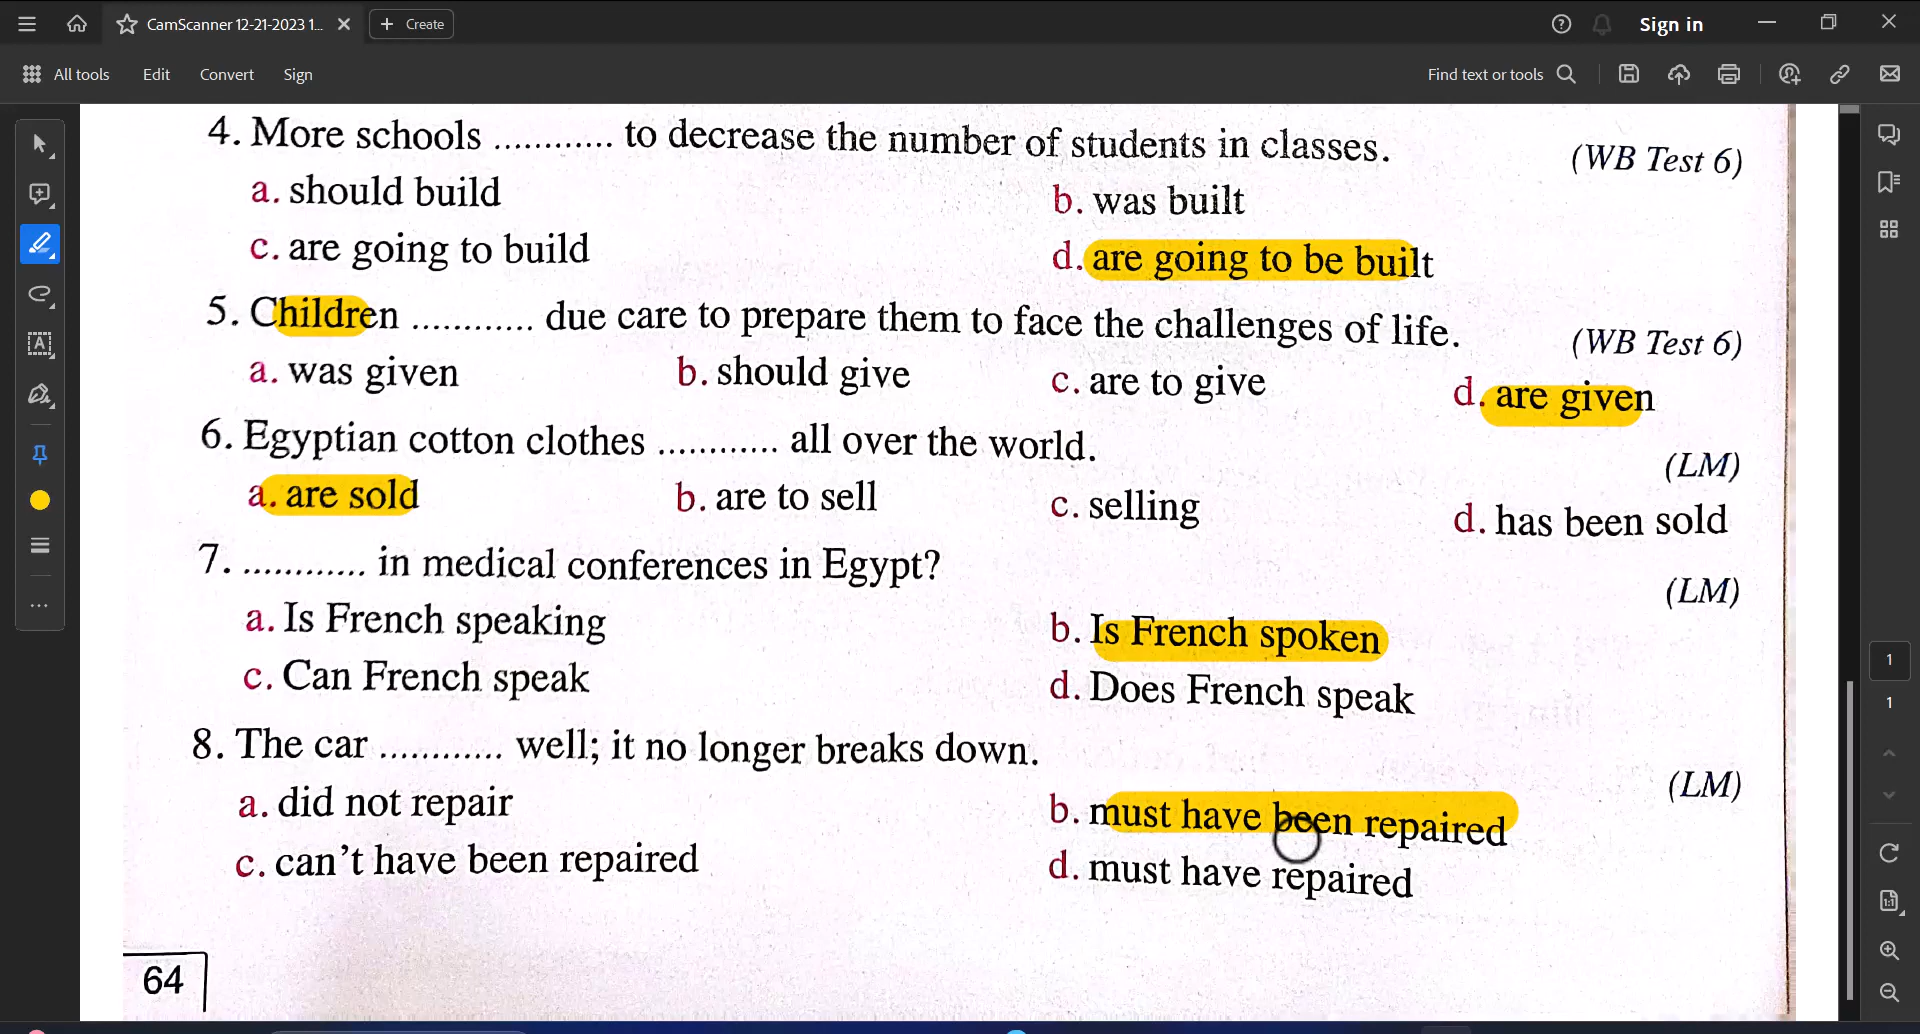 CamScanner 12-21-2023 1...
Create
Sign in
All tools
Edit
Convert
Sign
Find text or tools
4. More schools ............ to decrease the number of students in classes. (WB Test 6)
a. should build b. was built
c. are going to build d. are going to be built
5. Children ............ due care to prepare them to face the challenges of life. (WB Test 6)
a. was given b. should give c. are to give d. are given
6. Egyptian cotton clothes ............ all over the world. (LM)
a. are sold b. are to sell c. selling d. has been sold
7. ............ in medical conferences in Egypt? (LM)
a. Is French speaking b. Is French spoken
c. Can French speak d. Does French speak
8. The car ............ well; it no longer breaks down. (LM)
a. did not repair b. must have been repaired
c. can't have been repaired d. must have repaired
64
1
1